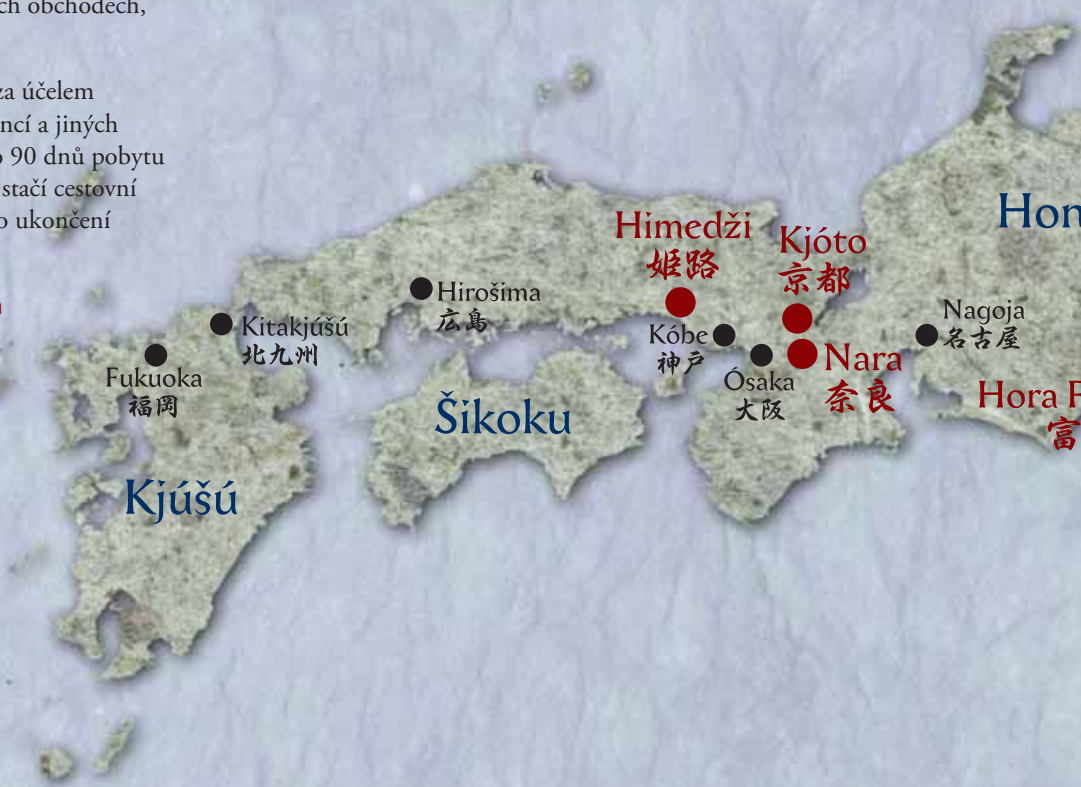 ch obchodech,
za účelem
ncí a jiných
90 dnů pobytu
stačí cestovní
o ukončení
Hon
Himedži
姫路
Kjóto
京都
Hirošima
広島
Kitakjúšú
北九州
Fukuoka
福岡
Kóbe
神戸
Ósaka
大阪
Nara
奈良
Nagoja
名古屋
Hora F
富
Šikoku
Kjúšú